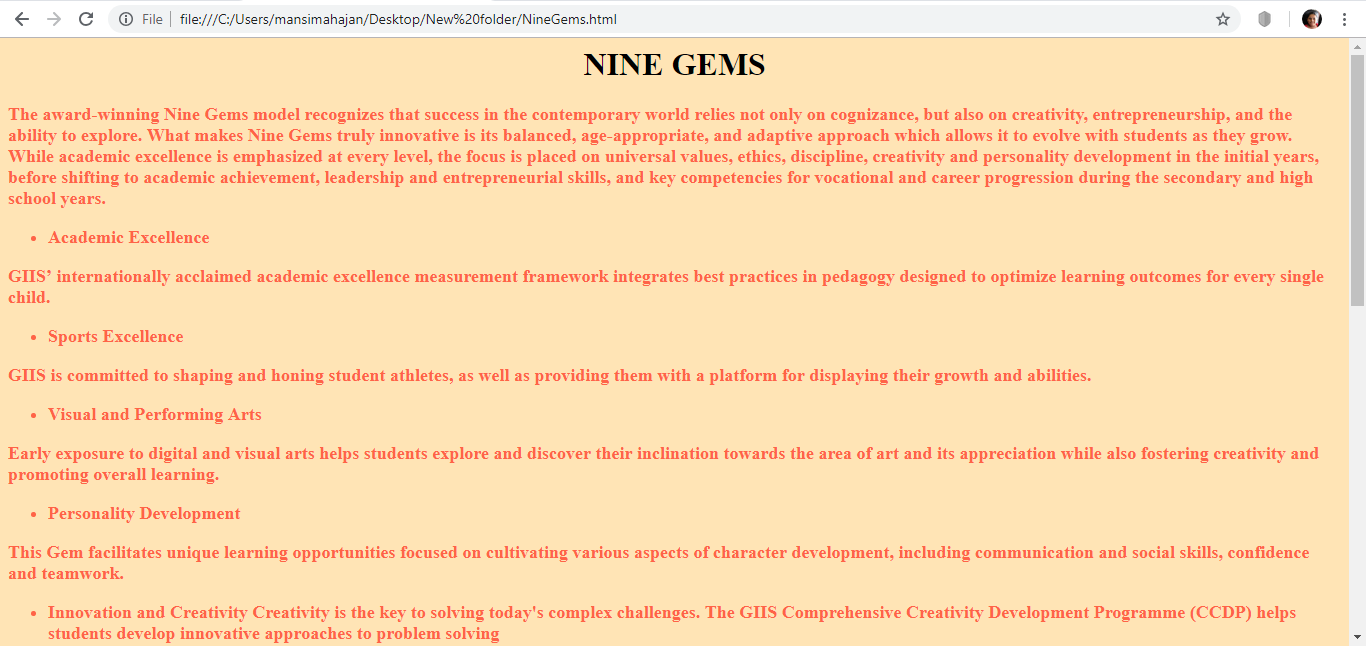 File
file:///C:/Users/mansimahajan/Desktop/New%20folder/NineGems.html
NINE GEMS
The award-winning Nine Gems model recognizes that success in the contemporary world relies not only on cognizance, but also on creativity, entrepreneurship, and the
ability to explore. What makes Nine Gems truly innovative is its balanced, age-appropriate, and adaptive approach which allows it to evolve with students as they grow.
While academic excellence is emphasized at every level, the focus is placed on universal values, ethics, discipline, creativity and personality development in the initial years,
before shifting to academic achievement, leadership and entrepreneurial skills, and key competencies for vocational and career progression during the secondary and high
school years.
• Academic Excellence
GIIS’ internationally acclaimed academic excellence measurement framework integrates best practices in pedagogy designed to optimize learning outcomes for every single
child.
• Sports Excellence
GIIS is committed to shaping and honing student athletes, as well as providing them with a platform for displaying their growth and abilities.
• Visual and Performing Arts
Early exposure to digital and visual arts helps students explore and discover their inclination towards the area of art and its appreciation while also fostering creativity and
promoting overall learning.
• Personality Development
This Gem facilitates unique learning opportunities focused on cultivating various aspects of character development, including communication and social skills, confidence
and teamwork.
• Innovation and Creativity Creativity is the key to solving today's complex challenges. The GIIS Comprehensive Creativity Development Programme (CCDP) helps
students develop innovative approaches to problem solving